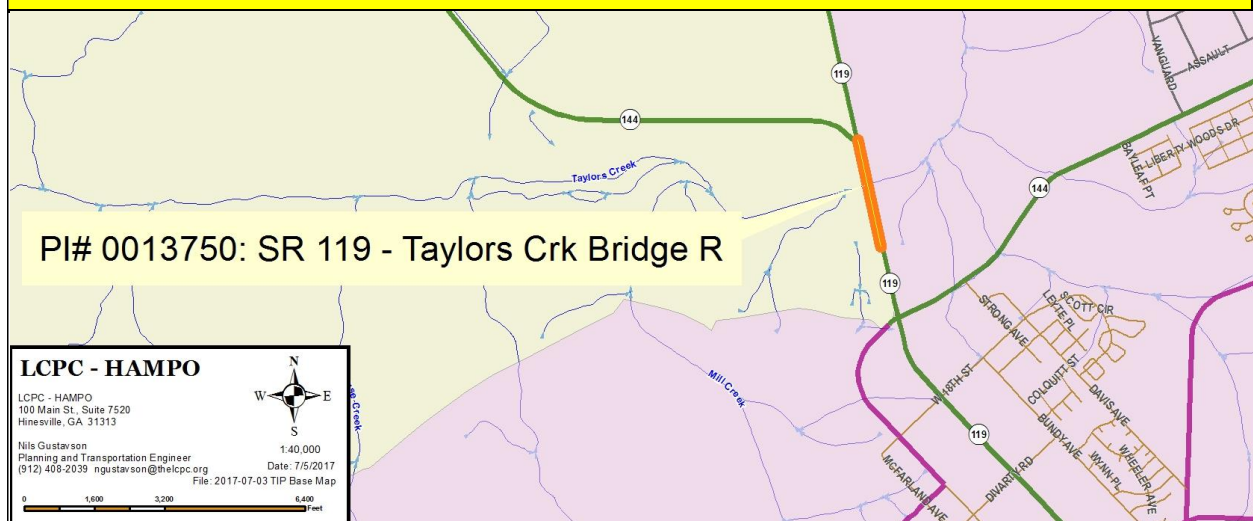 119
144
VANGUARD
ASSAULT
BAYLEAF PT
LIBERTY WOODS DR
Taylors Creek
144
PI# 0013750: SR 119 - Taylors Crk Bridge R
119
STRONG AVE
LEYTE PL
SCOTT CIR
W 18TH ST
COLQUITT ST
DAVIS AVE
BUNDY AVE
Mill Creek
119
WYNN PL
WHEELER AVE
MCFARLAND AVE
DIVARTY RD
LCPC - HAMPO
LCPC - HAMPO
100 Main St., Suite 7520
Hinesville, GA 31313
Nils Gustavson
Planning and Transportation Engineer
(912) 408-2039 ngustavson@thelcpc.org
N
W E
S
1:40,000
Date: 7/5/2017
File: 2017-07-03 TIP Base Map
0 1,600 3,200 6,400
Feet
Creek